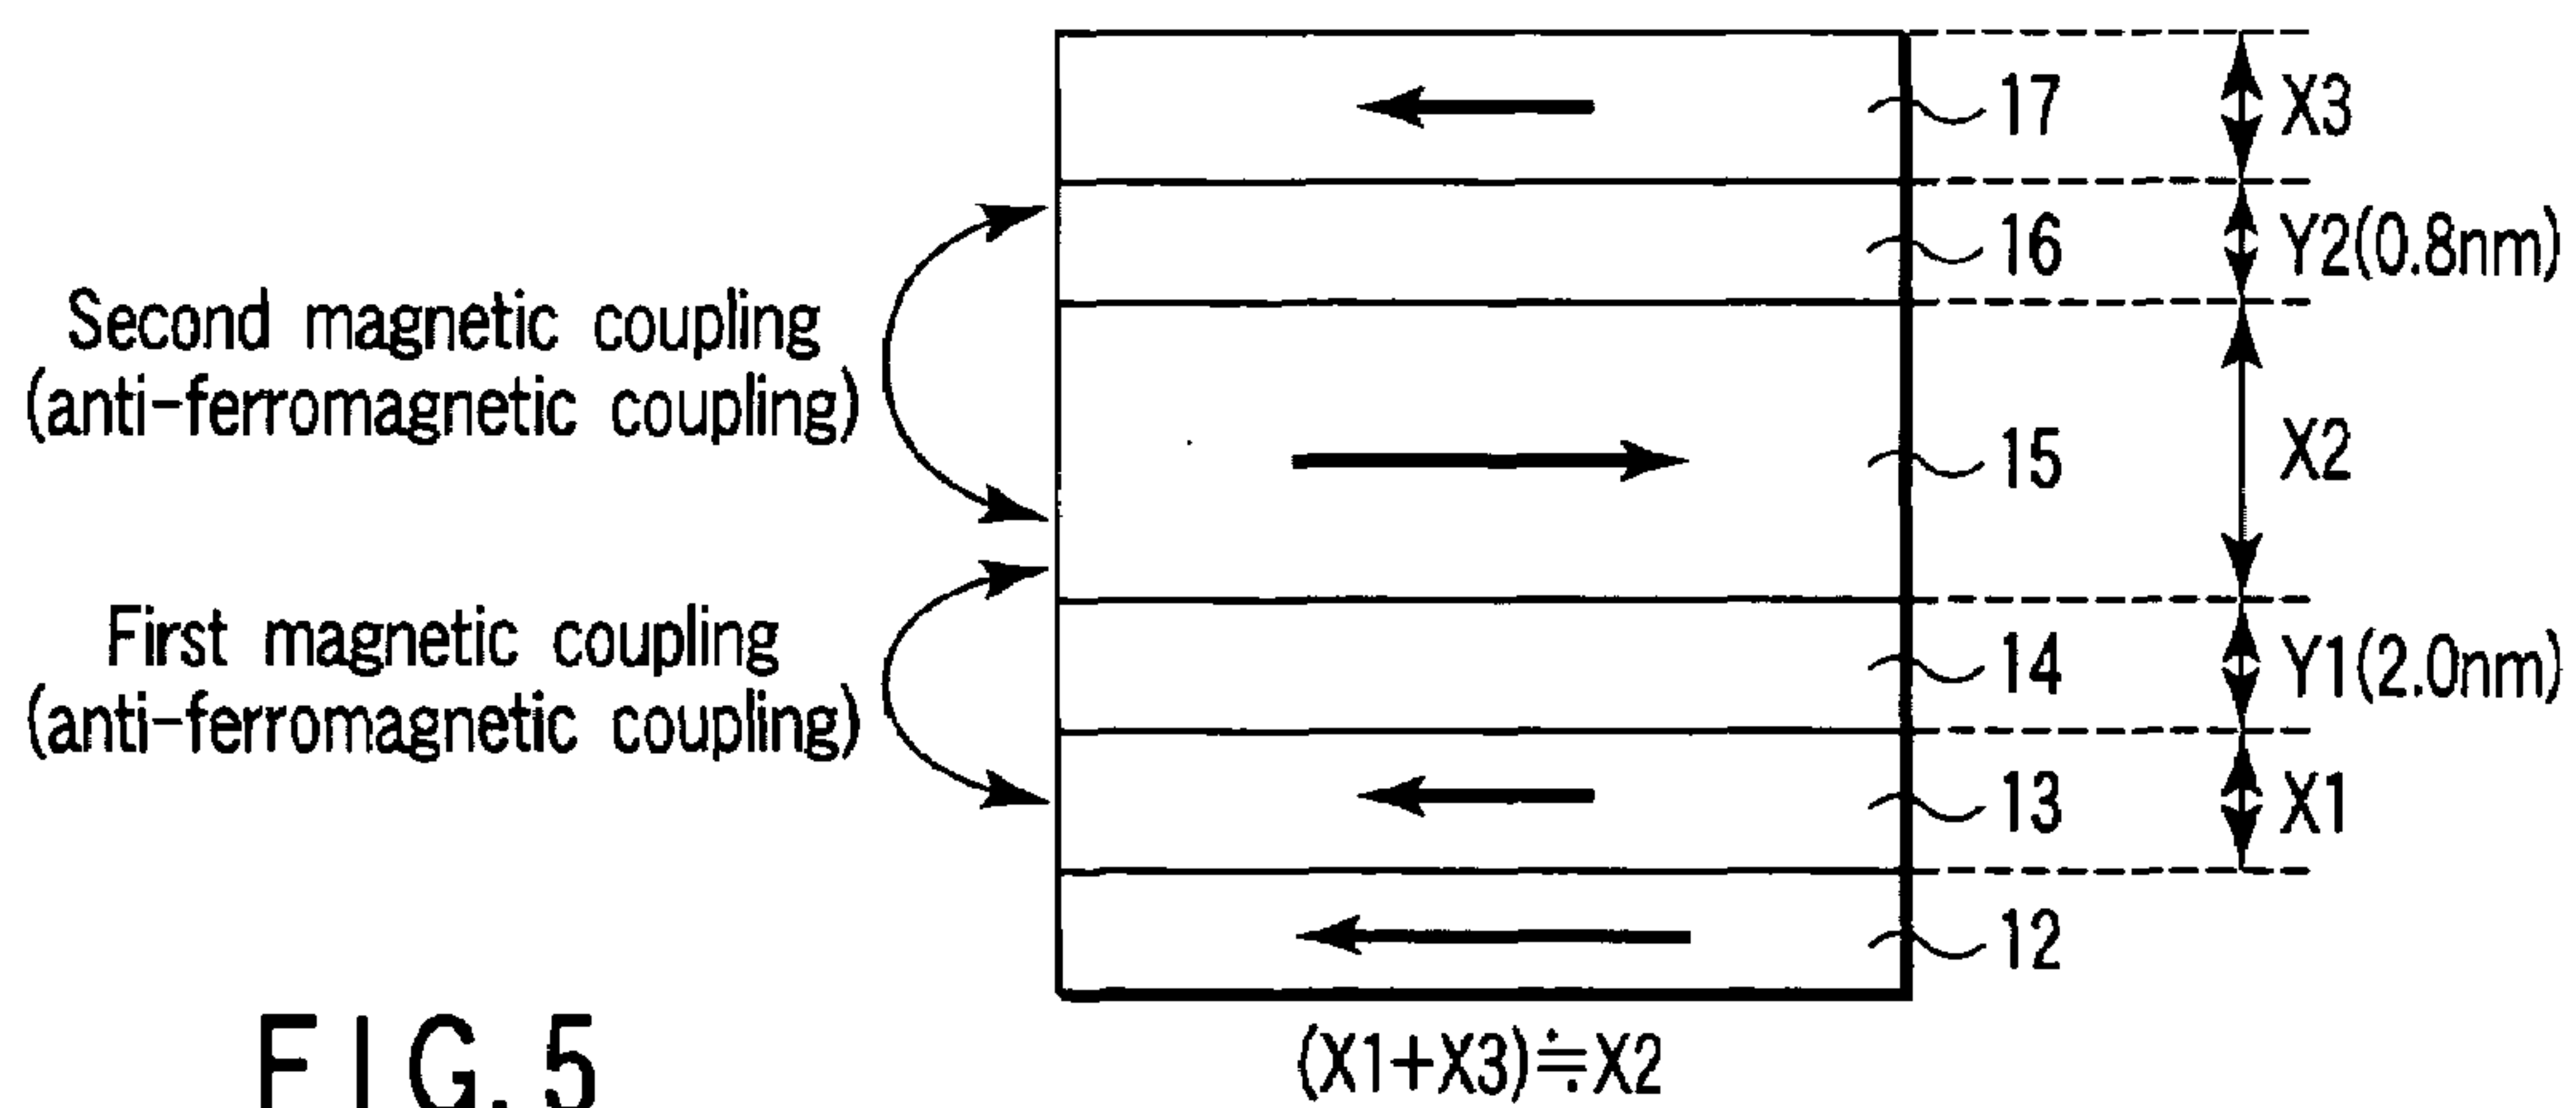 17
X3
16
Y2(0.8nm)
Second magnetic coupling
(anti-ferromagnetic coupling)
15
X2
First magnetic coupling
(anti-ferromagnetic coupling)
14
Y1(2.0nm)
13
X1
12
(X1+X3)≒X2
FIG.5